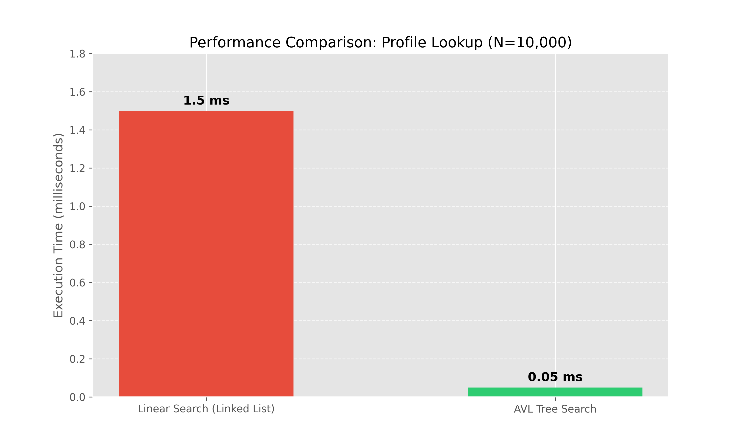 Performance Comparison: Profile Lookup (N=10,000)
Execution Time (milliseconds)
1.8
1.6
1.4
1.2
1.0
0.8
0.6
0.4
0.2
0.0
1.5 ms
0.05 ms
Linear Search (Linked List)
AVL Tree Search